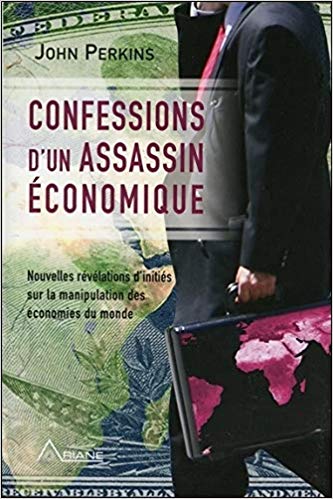 JOHN PERKINS
CONFESSIONS
D'UN ASSASSIN
ÉCONOMIQUE
Nouvelles révélations d'initiés
sur la manipulation des
économies du monde
ARIANE